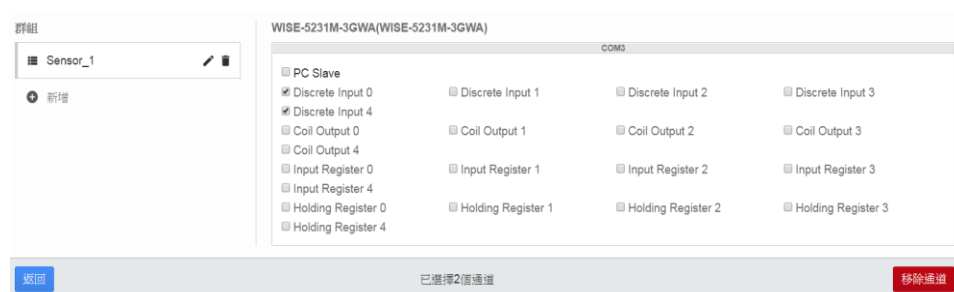 群組
Sensor_1
新增
WISE-5231M-3GWA(WISE-5231M-3GWA)
COM3
PC Slave
Discrete Input 0 Discrete Input 1 Discrete Input 2 Discrete Input 3
Discrete Input 4
Coil Output 0 Coil Output 1 Coil Output 2 Coil Output 3
Coil Output 4
Input Register 0 Input Register 1 Input Register 2 Input Register 3
Input Register 4
Holding Register 0 Holding Register 1 Holding Register 2 Holding Register 3
Holding Register 4
返回 已選擇2個通道 移除通道